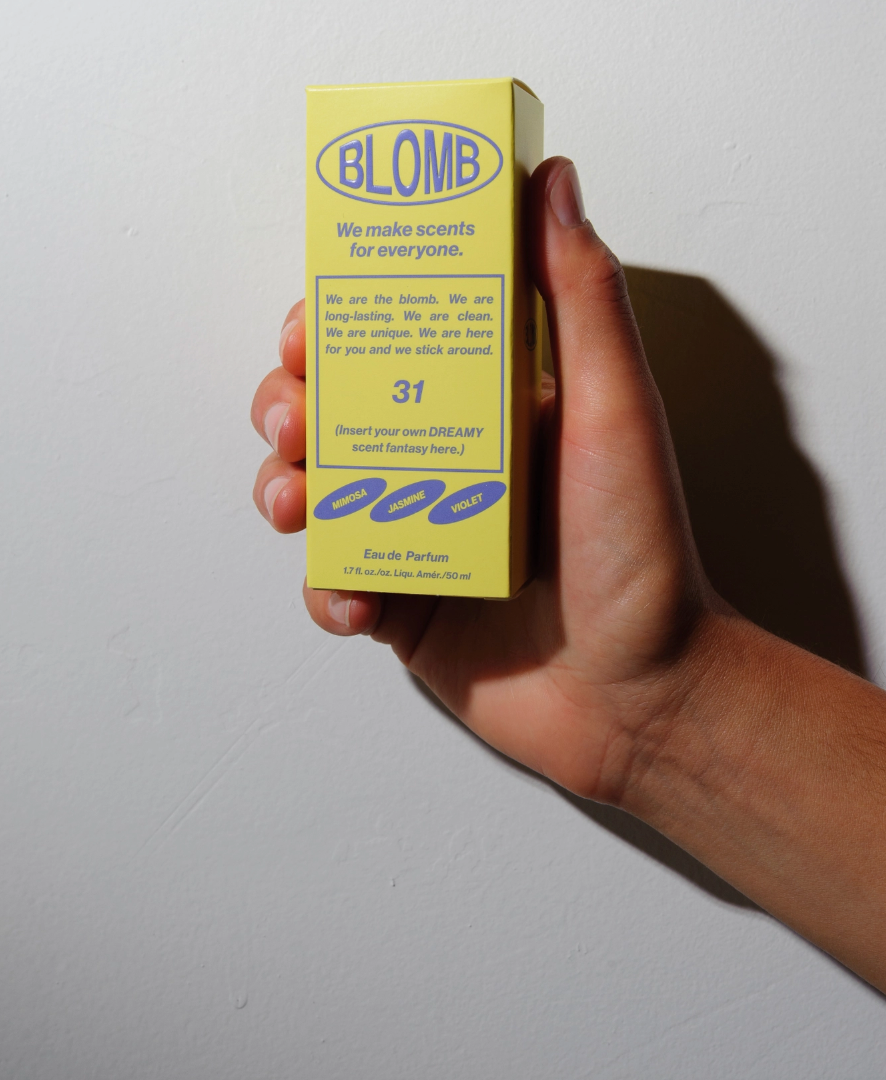 BLOMB
We make scents
for everyone.
We are the blomb. We are
long-lasting. We are clean.
We are unique. We are here
for you and we stick around.
31
(Insert your own DREAMY
scent fantasy here.)
MIMOSA JASMINE VIOLET
Eau de Parfum
1.7 fl. oz./oz. Liqu. Amér./50 ml